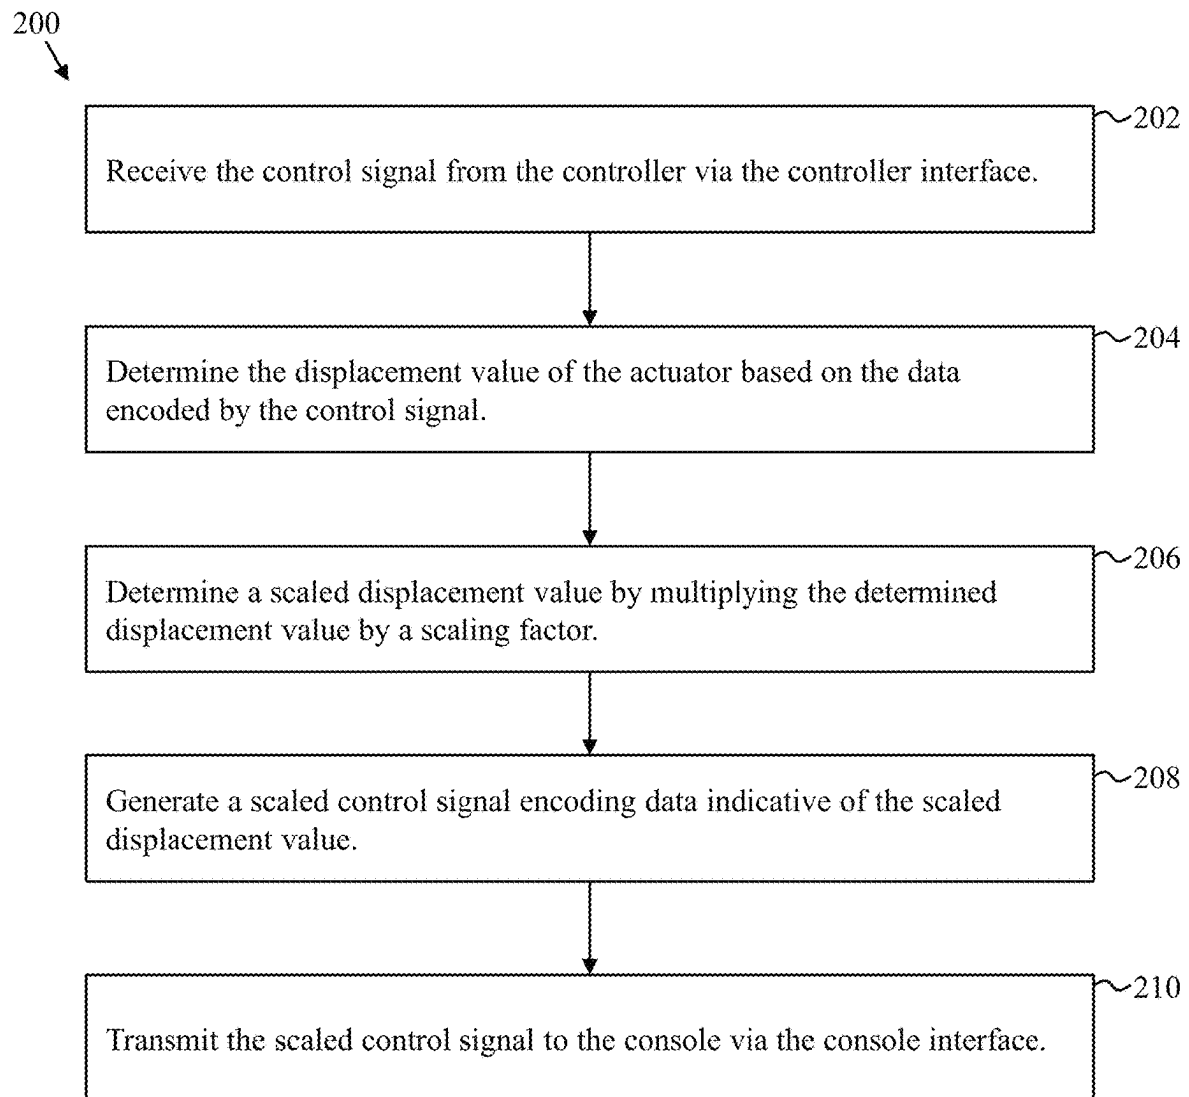 200
202
Receive the control signal from the controller via the controller interface.
204
Determine the displacement value of the actuator based on the data
encoded by the control signal.
206
Determine a scaled displacement value by multiplying the determined
displacement value by a scaling factor.
208
Generate a scaled control signal encoding data indicative of the scaled
displacement value.
210
Transmit the scaled control signal to the console via the console interface.